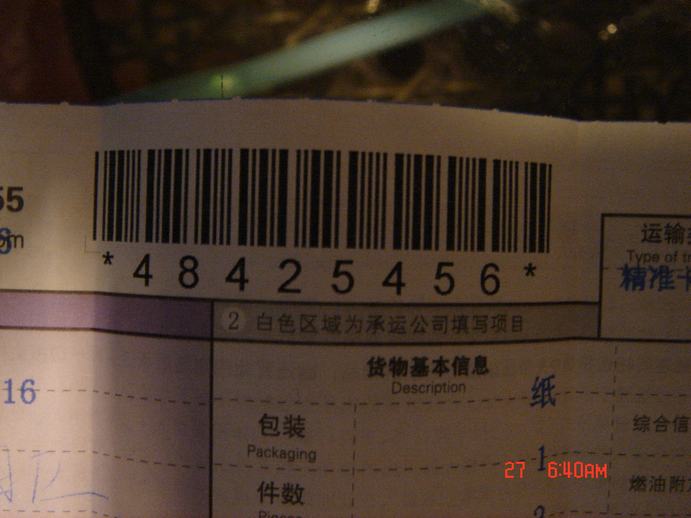 55
*48425456*
运输
Type of
精准卡
2 白色区域为承运公司填写项目
货物基本信息
Description
纸
16
包装
Packaging
综合信
1
件数
燃油附
27 6:40AM